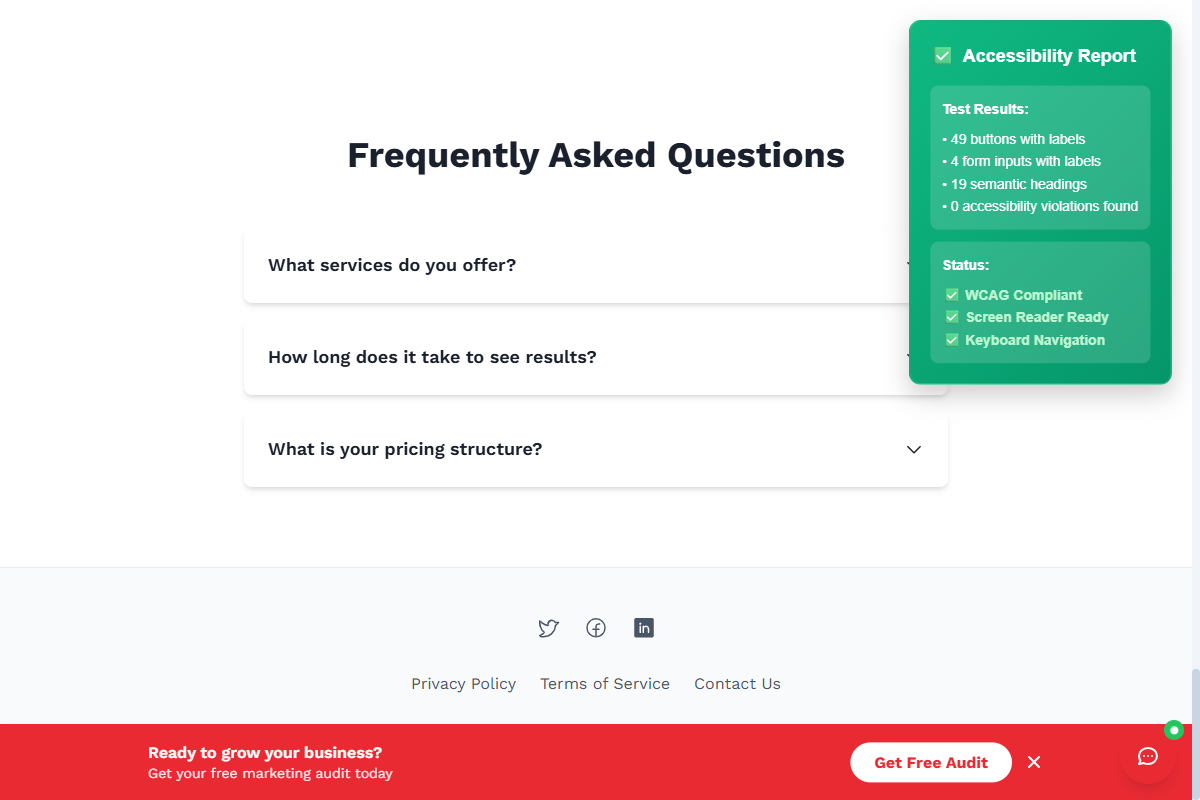 Accessibility Report
Test Results:
• 49 buttons with labels
• 4 form inputs with labels
• 19 semantic headings
• 0 accessibility violations found
Status:
WCAG Compliant
Screen Reader Ready
Keyboard Navigation
Frequently Asked Questions
What services do you offer?
How long does it take to see results?
What is your pricing structure?
in
Privacy Policy
Terms of Service
Contact Us
Ready to grow your business?
Get your free marketing audit today
Get Free Audit